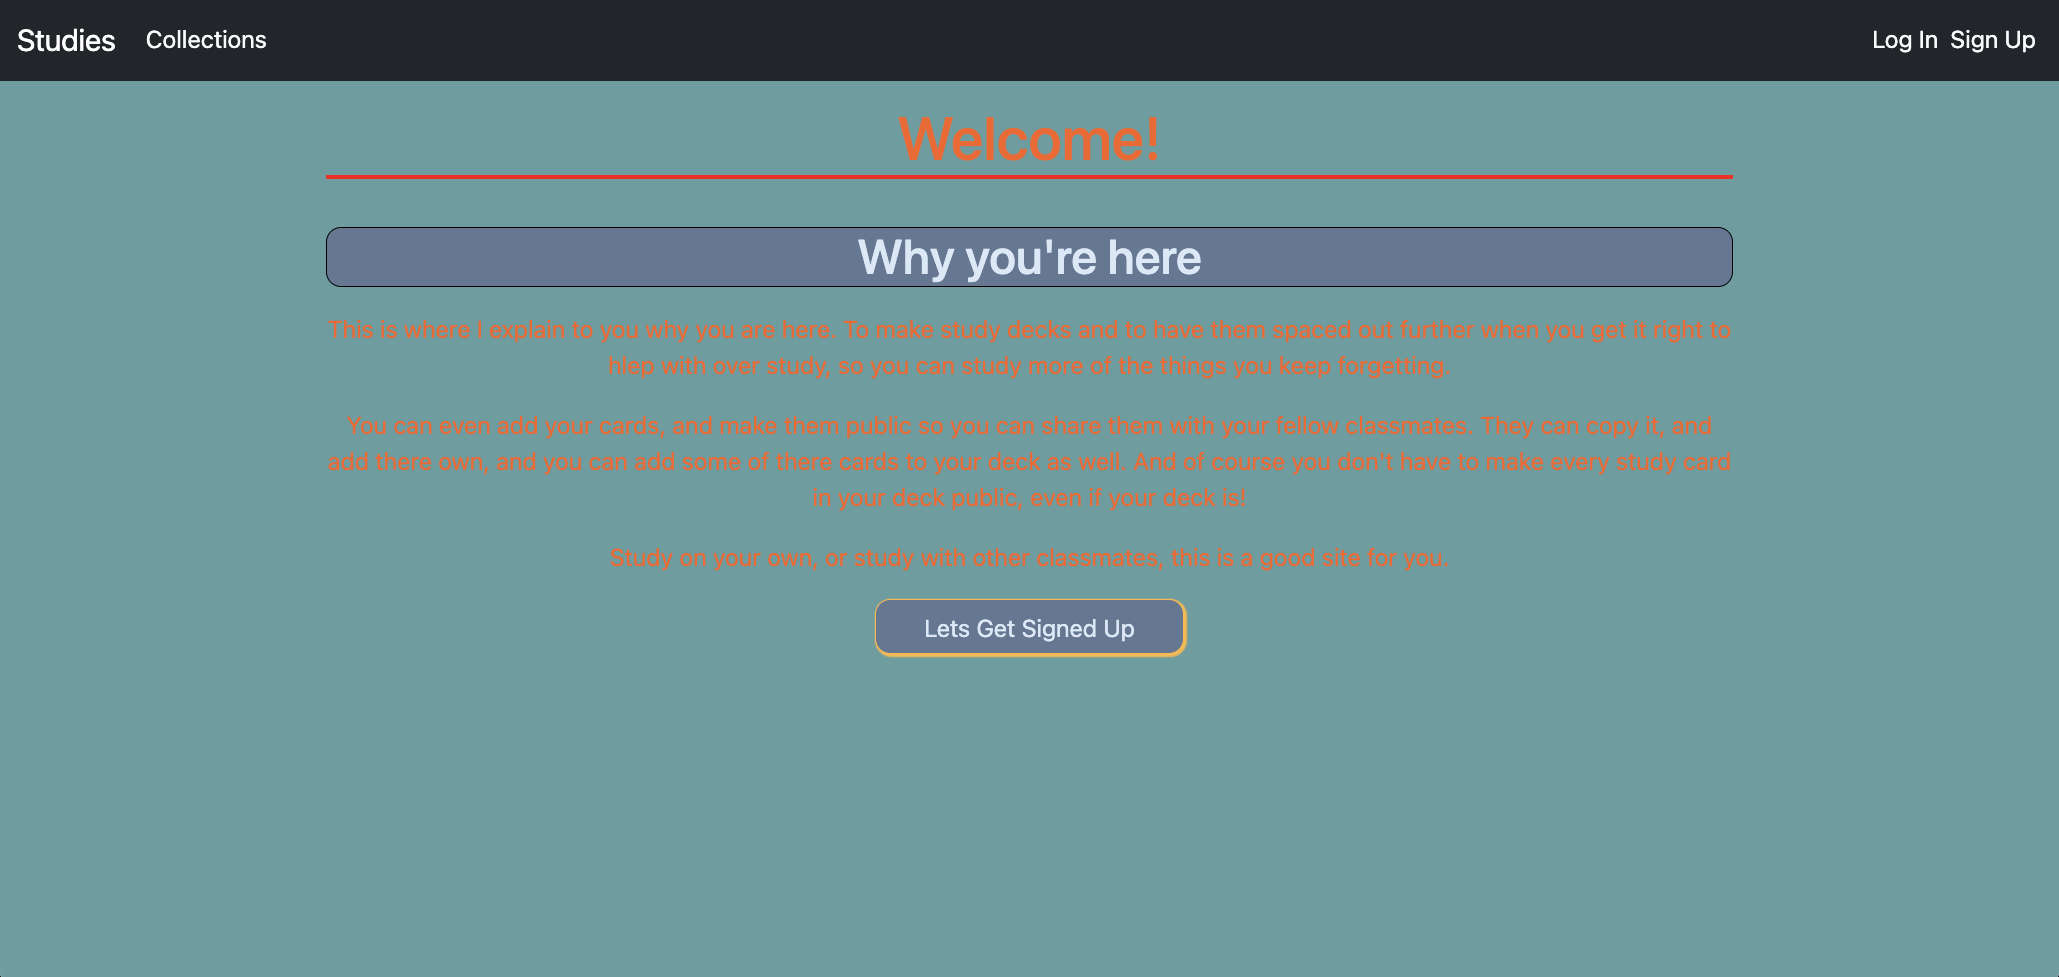 Studies Collections Log In Sign Up
Welcome!
Why you're here
This is where I explain to you why you are here. To make study decks and to have them spaced out further when you get it right to
hlep with over study, so you can study more of the things you keep forgetting.
You can even add your cards, and make them public so you can share them with your fellow classmates. They can copy it, and
add there own, and you can add some of there cards to your deck as well. And of course you don't have to make every study card
in your deck public, even if your deck is!
Study on your own, or study with other classmates, this is a good site for you.
Lets Get Signed Up